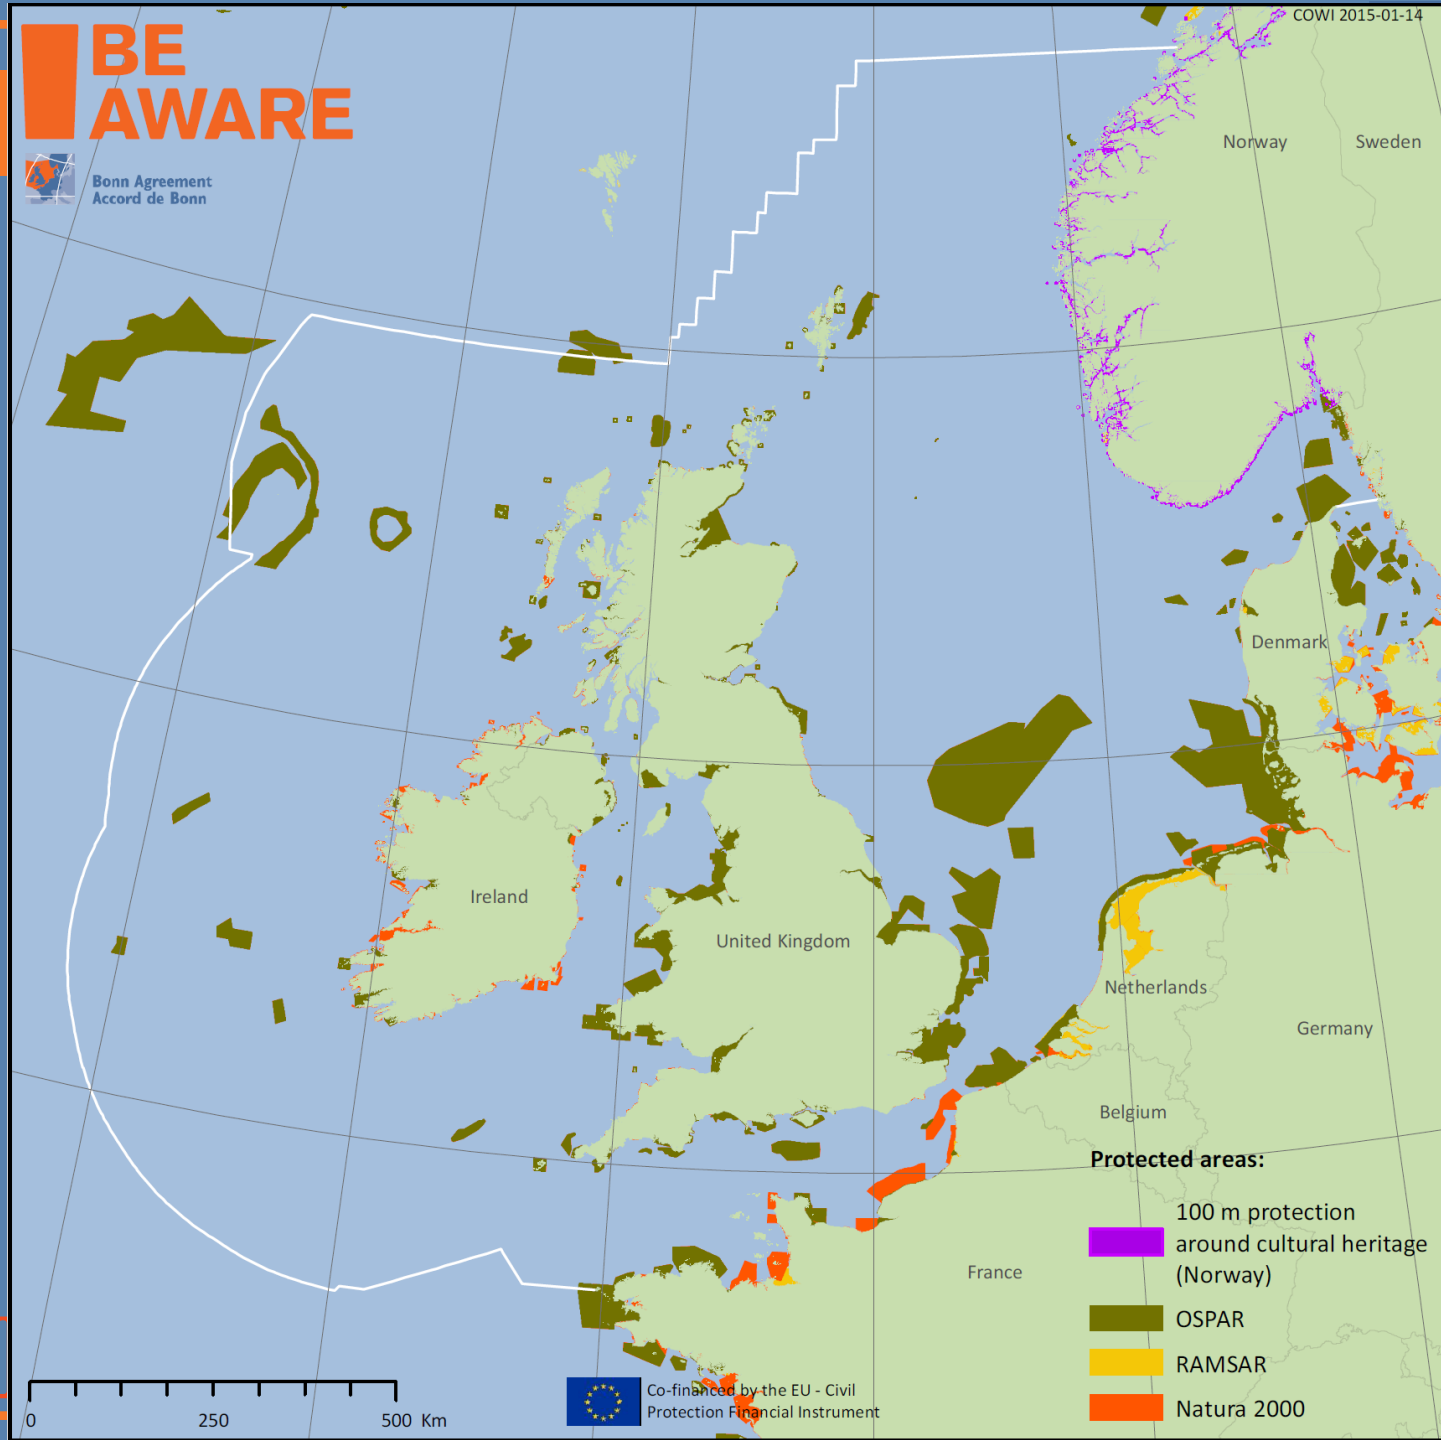 COWI 2015-01-14
BE
AWARE
Bonn Agreement
Accord de Bonn
Norway
Sweden
Denmark
Ireland
United Kingdom
Netherlands
Germany
Belgium
France
Protected areas:
100 m protection
around cultural heritage
(Norway)
OSPAR
RAMSAR
Natura 2000
0 250 500 Km
Co-financed by the EU - Civil
Protection Financial Instrument